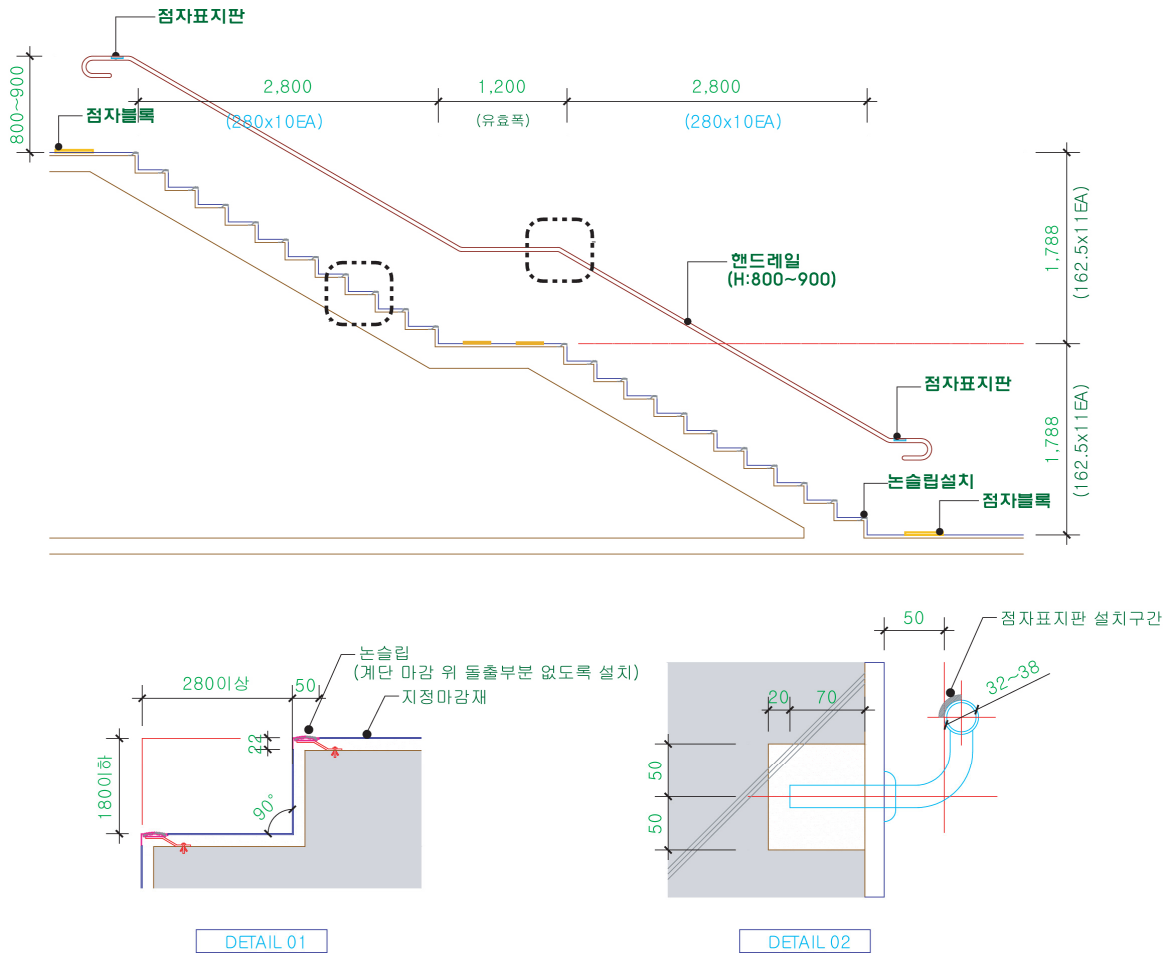 점자표지판
800~900
2,800
1,200
2,800
점자블록
(280x10EA)
(유효폭)
(280x10EA)
1,788
(162.5x11EA)
핸드레일
(H:800~900)
점자표지판
1,788
(162.5x11EA)
논슬립설치
점자블록
논슬립
(계단 마감 위 돌출부분 없도록 설치)
지정마감재
280이상
50
22
180이하
90°
DETAIL 01
50
점자표지판 설치구간
32~38
20
70
50
50
DETAIL 02